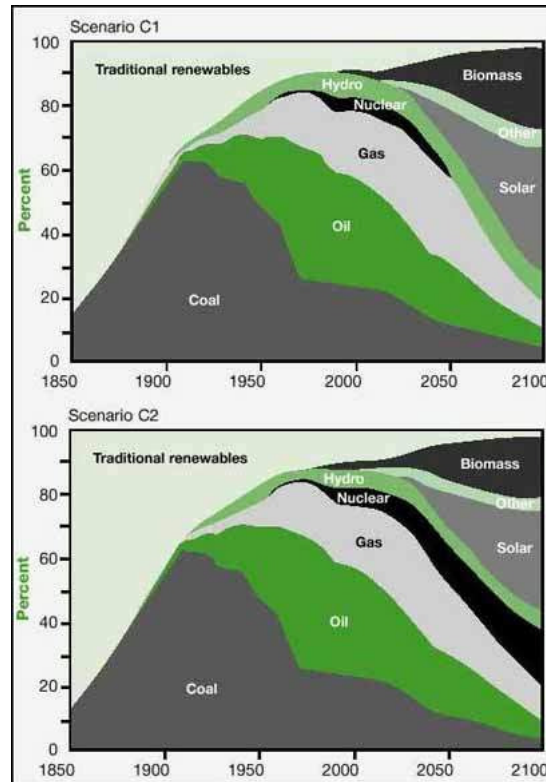 Scenario C1
100
80
60
40
20
0
Percent
Traditional renewables
Biomass
Hydro
Nuclear
Other
Gas
Solar
Oil
Coal
1850 1900 1950 2000 2050 2100
Scenario C2
100
80
60
40
20
0
Percent
Traditional renewables
Biomass
Hydro
Nuclear
Other
Gas
Solar
Oil
Coal
1850 1900 1950 2000 2050 2100